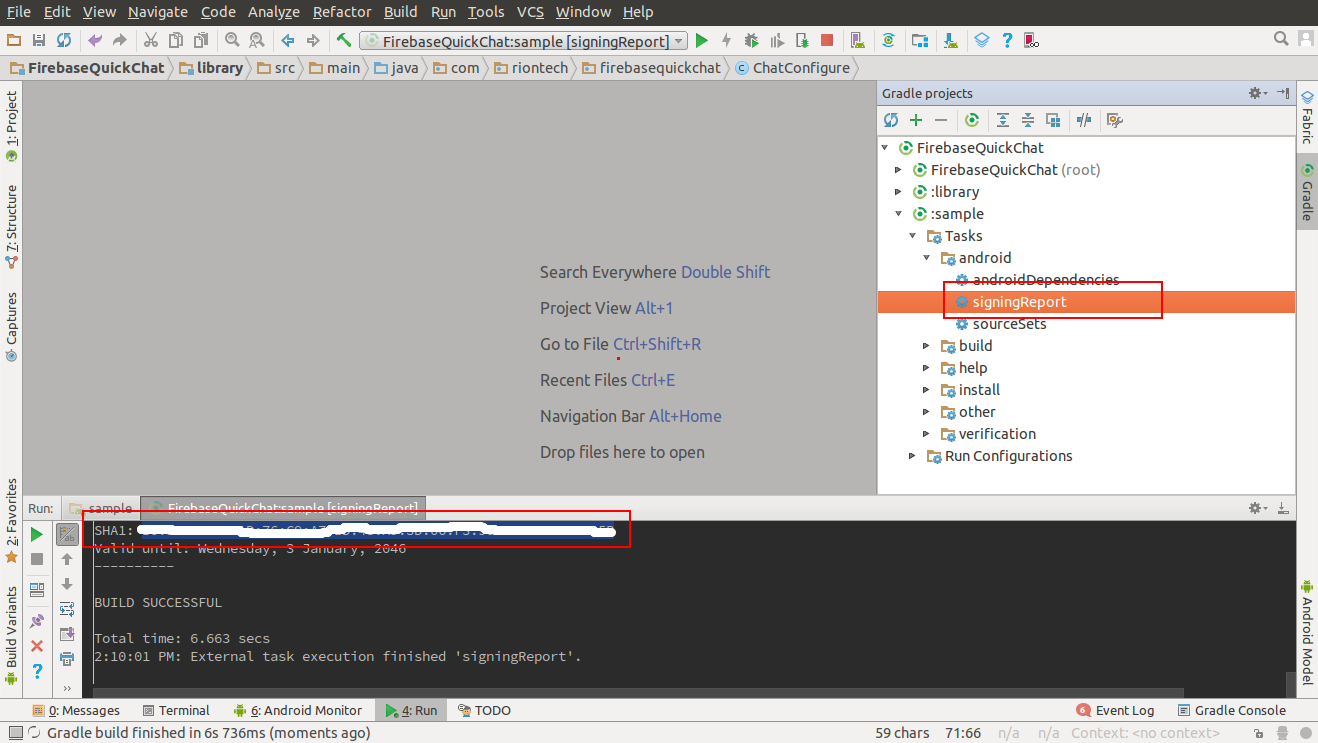 File Edit View Navigate Code Analyze Refactor Build Run Tools VCS Window Help
FirebaseQuickChat:sample [signingReport]
FirebaseQuickChat library src main java com riontech firebasequickchat ChatConfigure
1: Project
7: Structure
Captures
2: Favorites
Build Variants
Search Everywhere Double Shift
Project View Alt+1
Go to File Ctrl+Shift+R
Recent Files Ctrl+E
Navigation Bar Alt+Home
Drop files here to open
Gradle projects
FirebaseQuickChat
FirebaseQuickChat (root)
:library
:sample
Tasks
android
androidDependencies
signingReport
sourceSets
build
help
install
other
verification
Run Configurations
Fabric
Gradle
Android Model
Run: sample FirebaseQuickChat:sample [signingReport]
SHA1:
Valid until: Wednesday, 3 January, 2046
----------
BUILD SUCCESSFUL
Total time: 6.663 secs
2:10:01 PM: External task execution finished 'signingReport'.
0: Messages Terminal 6: Android Monitor 4: Run TODO 6 Event Log Gradle Console
Gradle build finished in 6s 736ms (moments ago) 59 chars 71:66 n/a n/a Context: <no context>